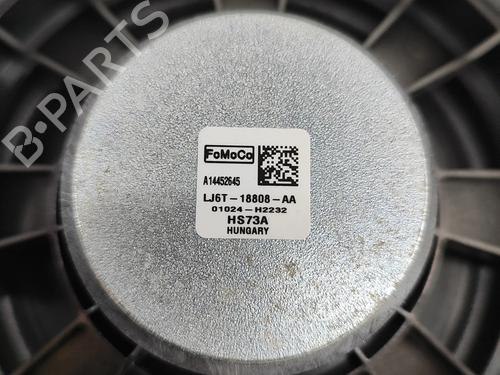 B-PARTS
FoMoCo
A14452645
LJ6T-18808-AA
01024-H2232
HS73A
HUNGARY